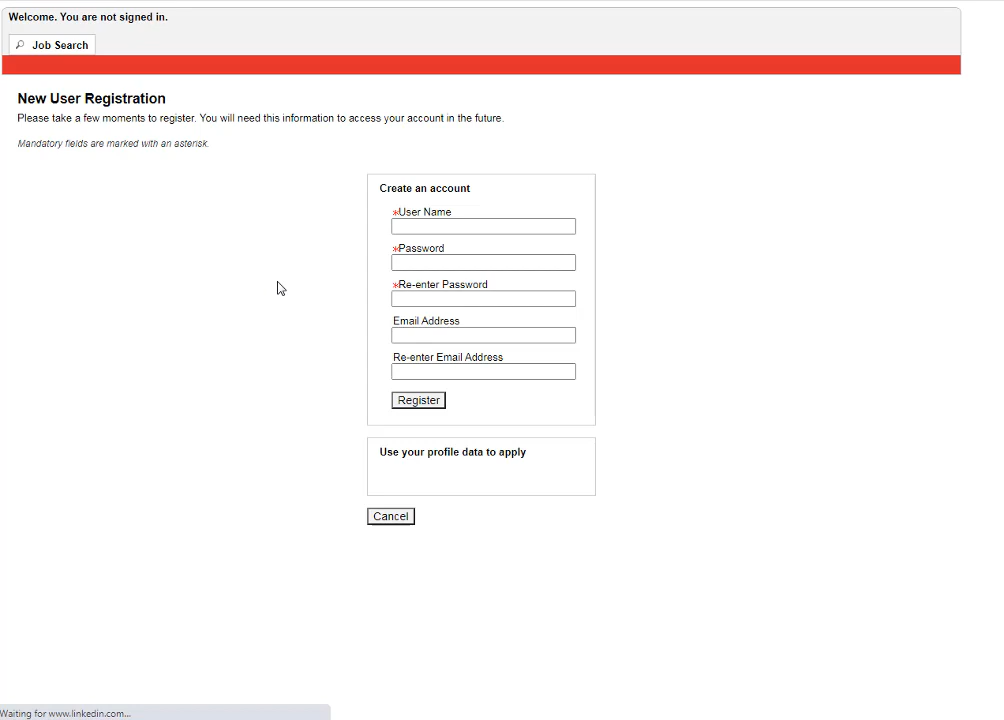 Welcome. You are not signed in.
Job Search
New User Registration
Please take a few moments to register. You will need this information to access your account in the future.
Mandatory fields are marked with an asterisk.
Create an account
*User Name
*Password
*Re-enter Password
Email Address
Re-enter Email Address
Register
Use your profile data to apply
Cancel
Waiting for www.linkedin.com...